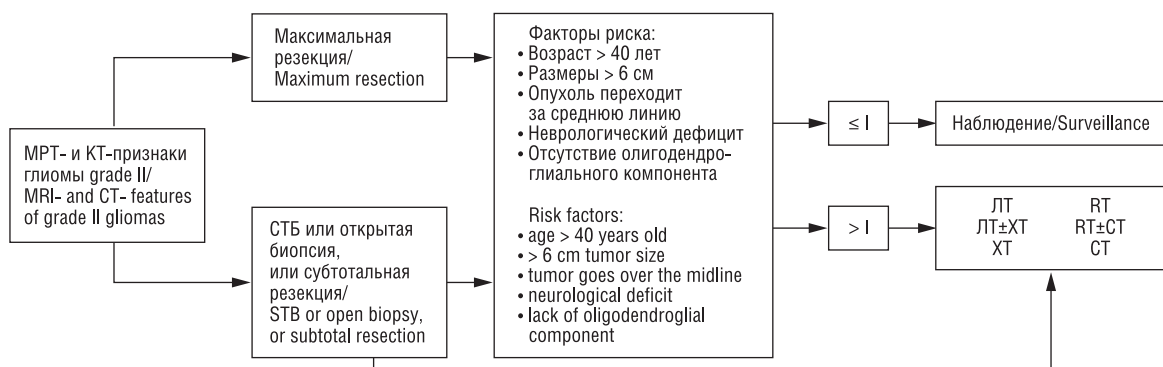 МРТ- и КТ-признаки
глиомы grade II/
MRI- and CT- features
of grade II gliomas
Максимальная
резекция/
Maximum resection
СТБ или открытая
биопсия,
или субтотальная
резекция/
STB or open biopsy,
or subtotal resection
Факторы риска:
• Возраст > 40 лет
• Размеры > 6 см
• Опухоль переходит
за среднюю линию
• Неврологический дефицит
• Отсутствие олигодендро-
глиального компонента
Risk factors:
• age > 40 years old
• > 6 cm tumor size
• tumor goes over the midline
• neurological deficit
• lack of oligodendroglial
component
≤ I
Наблюдение/Surveillance
> I
ЛТ RT
ЛТ±ХТ RT±CT
ХТ CT